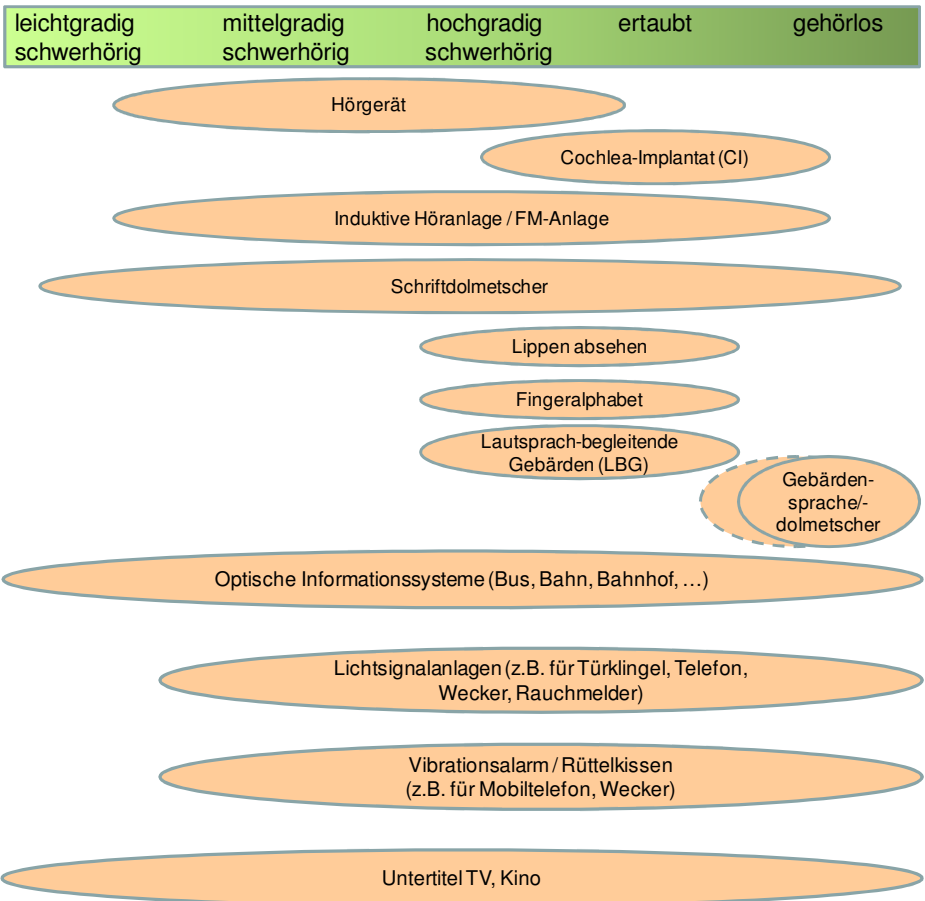 leichtgradig mittelgradig hochgradig ertaubt gehörlos
schwerhörig schwerhörig schwerhörig
Hörgerät
Cochlea-Implantat (CI)
Induktive Höranlage / FM-Anlage
Schriftdolmetscher
Lippen absehen
Fingeralphabet
Lautsprach-begleitende
Gebärden (LBG)
Gebärden-
sprache/-
dolmetscher
Optische Informationssysteme (Bus, Bahn, Bahnhof, …)
Lichtsignalanlagen (z.B. für Türklingel, Telefon,
Wecker, Rauchmelder)
Vibrationsalarm / Rüttelkissen
(z.B. für Mobiltelefon, Wecker)
Untertitel TV, Kino